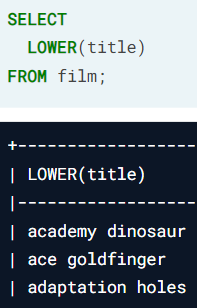 SELECT
LOWER(title)
FROM film;
+------------------
| LOWER(title)
|------------------
| academy dinosaur
| ace goldfinger
| adaptation holes